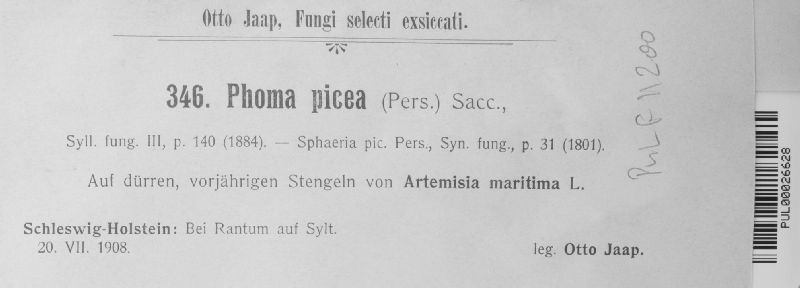 Otto Jaap, Fungi selecti exsiccati.
346. Phoma picea (Pers.) Sacc.,
Syll. fung. III, p. 140 (1884). — Sphaeria pic. Pers., Syn. fung., p. 31 (1801).
Auf dürren, vorjährigen Stengeln von Artemisia maritima L.
Schleswig-Holstein: Bei Rantum auf Sylt.
20. VII. 1908.
leg. Otto Jaap.
PUL F 11200
PUL00026628